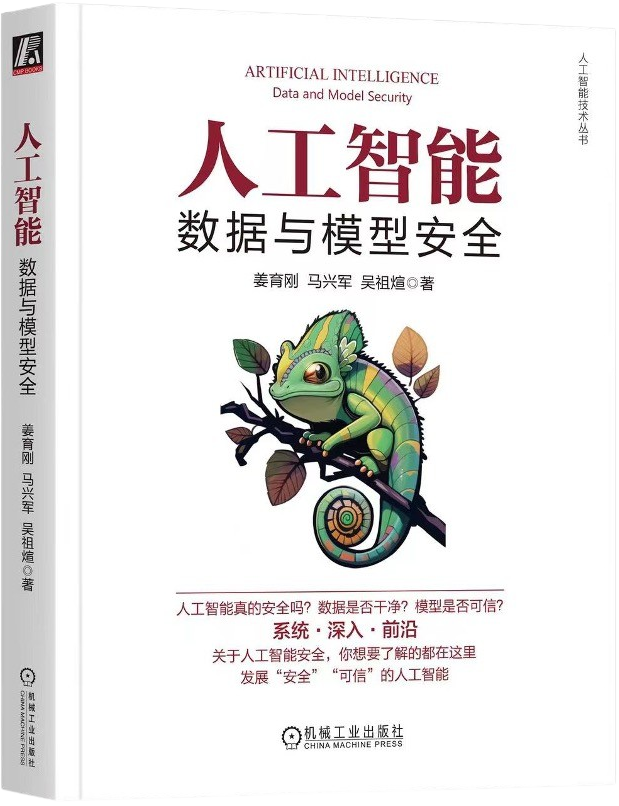 CMP BOOKS
人工智能
数据与模型安全
姜育刚 马兴军 吴祖煊◎著
机械工业出版社
CHINA MACHINE PRESS
ARTIFICIAL INTELLIGENCE
Data and Model Security
人工智能技术丛书
人工智能
数据与模型安全
姜育刚 马兴军 吴祖煊◎著
人工智能真的安全吗？数据是否干净？模型是否可信？
系统·深入·前沿
关于人工智能安全，你想要了解的都在这里
发展“安全”“可信”的人工智能
机械工业出版社
CHINA MACHINE PRESS